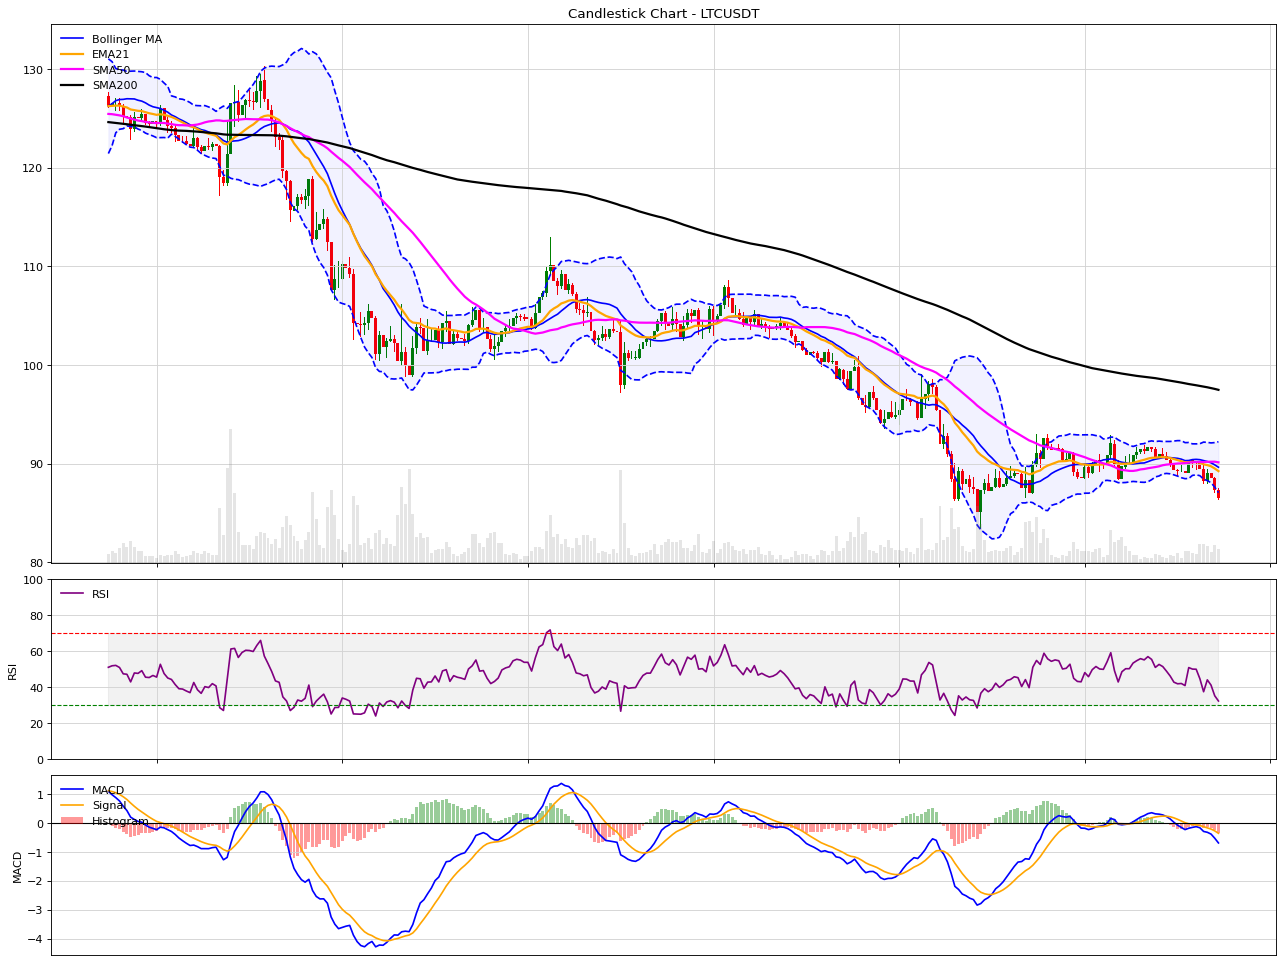 Candlestick Chart - LTCUSDT
Bollinger MA
EMA21
SMA50
SMA200
130
120
110
100
90
80
RSI
100
80
60
40
20
0
RSI
MACD
Signal
Histogram
1
0
−1
−2
−3
−4
MACD